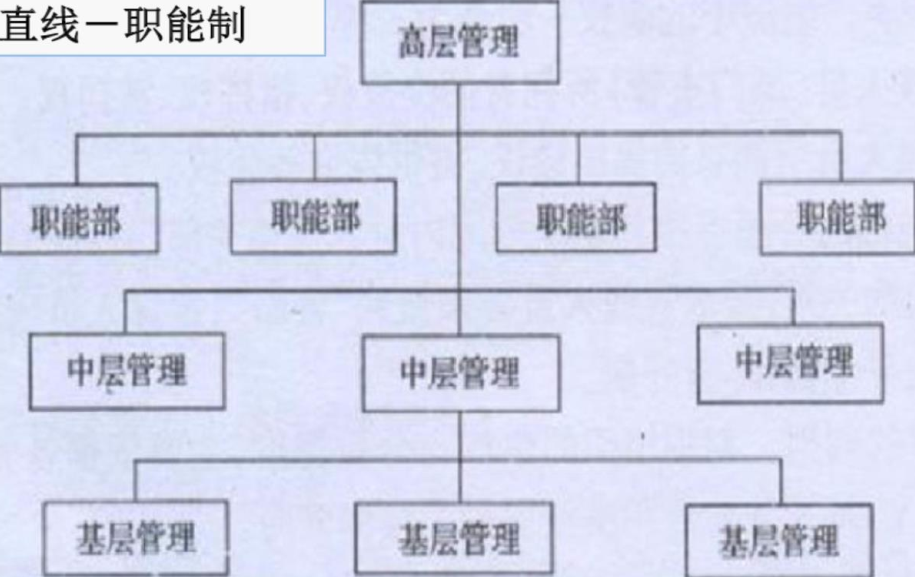 直线－职能制
高层管理
职能部
职能部
职能部
职能部
中层管理
中层管理
中层管理
基层管理
基层管理
基层管理